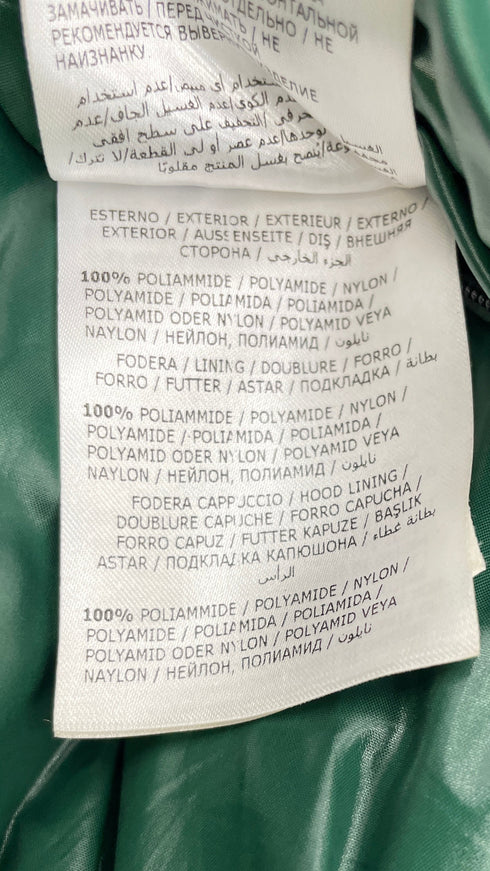 ЗАМАЧИВАТЬ / ПЕРЕД
ОТДЕЛЬНО / НЕ
РЕКОМЕНДУЕТСЯ
НАИЗНАНКУ.
ESTERNO / EXTERIOR / EXTERIEUR / EXTERNO /
EXTERIOR / AUSSENSEITE / DIŞ / ВНЕШНЯЯ
СТОРОНА / الجزء الخارجي
100% POLIAMMIDE / POLYAMIDE / NYLON /
POLYAMIDE / POLIAMIDA / POLIAMIDA /
POLYAMID ODER NYLON / POLYAMID VEYA
NAYLON / НЕЙЛОН, ПОЛИАМИД / نايلون
FODERA / LINING / DOUBLURE / FORRO /
FORRO / FUTTER / ASTAR / ПОДКЛАДКА / بطانة
100% POLIAMMIDE / POLYAMIDE / NYLON /
POLYAMIDE / POLIAMIDA / POLIAMIDA /
POLYAMID ODER NYLON / POLYAMID VEYA
NAYLON / НЕЙЛОН, ПОЛИАМИД / نايلون
FODERA CAPPUCCIO / HOOD LINING /
DOUBLURE CAPUCHE / FORRO CAPUCHA /
FORRO CAPUZ / FUTTER KAPUZE / BAŞLIK
ASTAR / ПОДКЛАДКА КАПЮШОНА / بطانة غطاء
الرأس
100% POLIAMMIDE / POLYAMIDE / NYLON /
POLYAMIDE / POLIAMIDA / POLIAMIDA /
POLYAMID ODER NYLON / POLYAMID VEYA
NAYLON / НЕЙЛОН, ПОЛИАМИД / نايلون